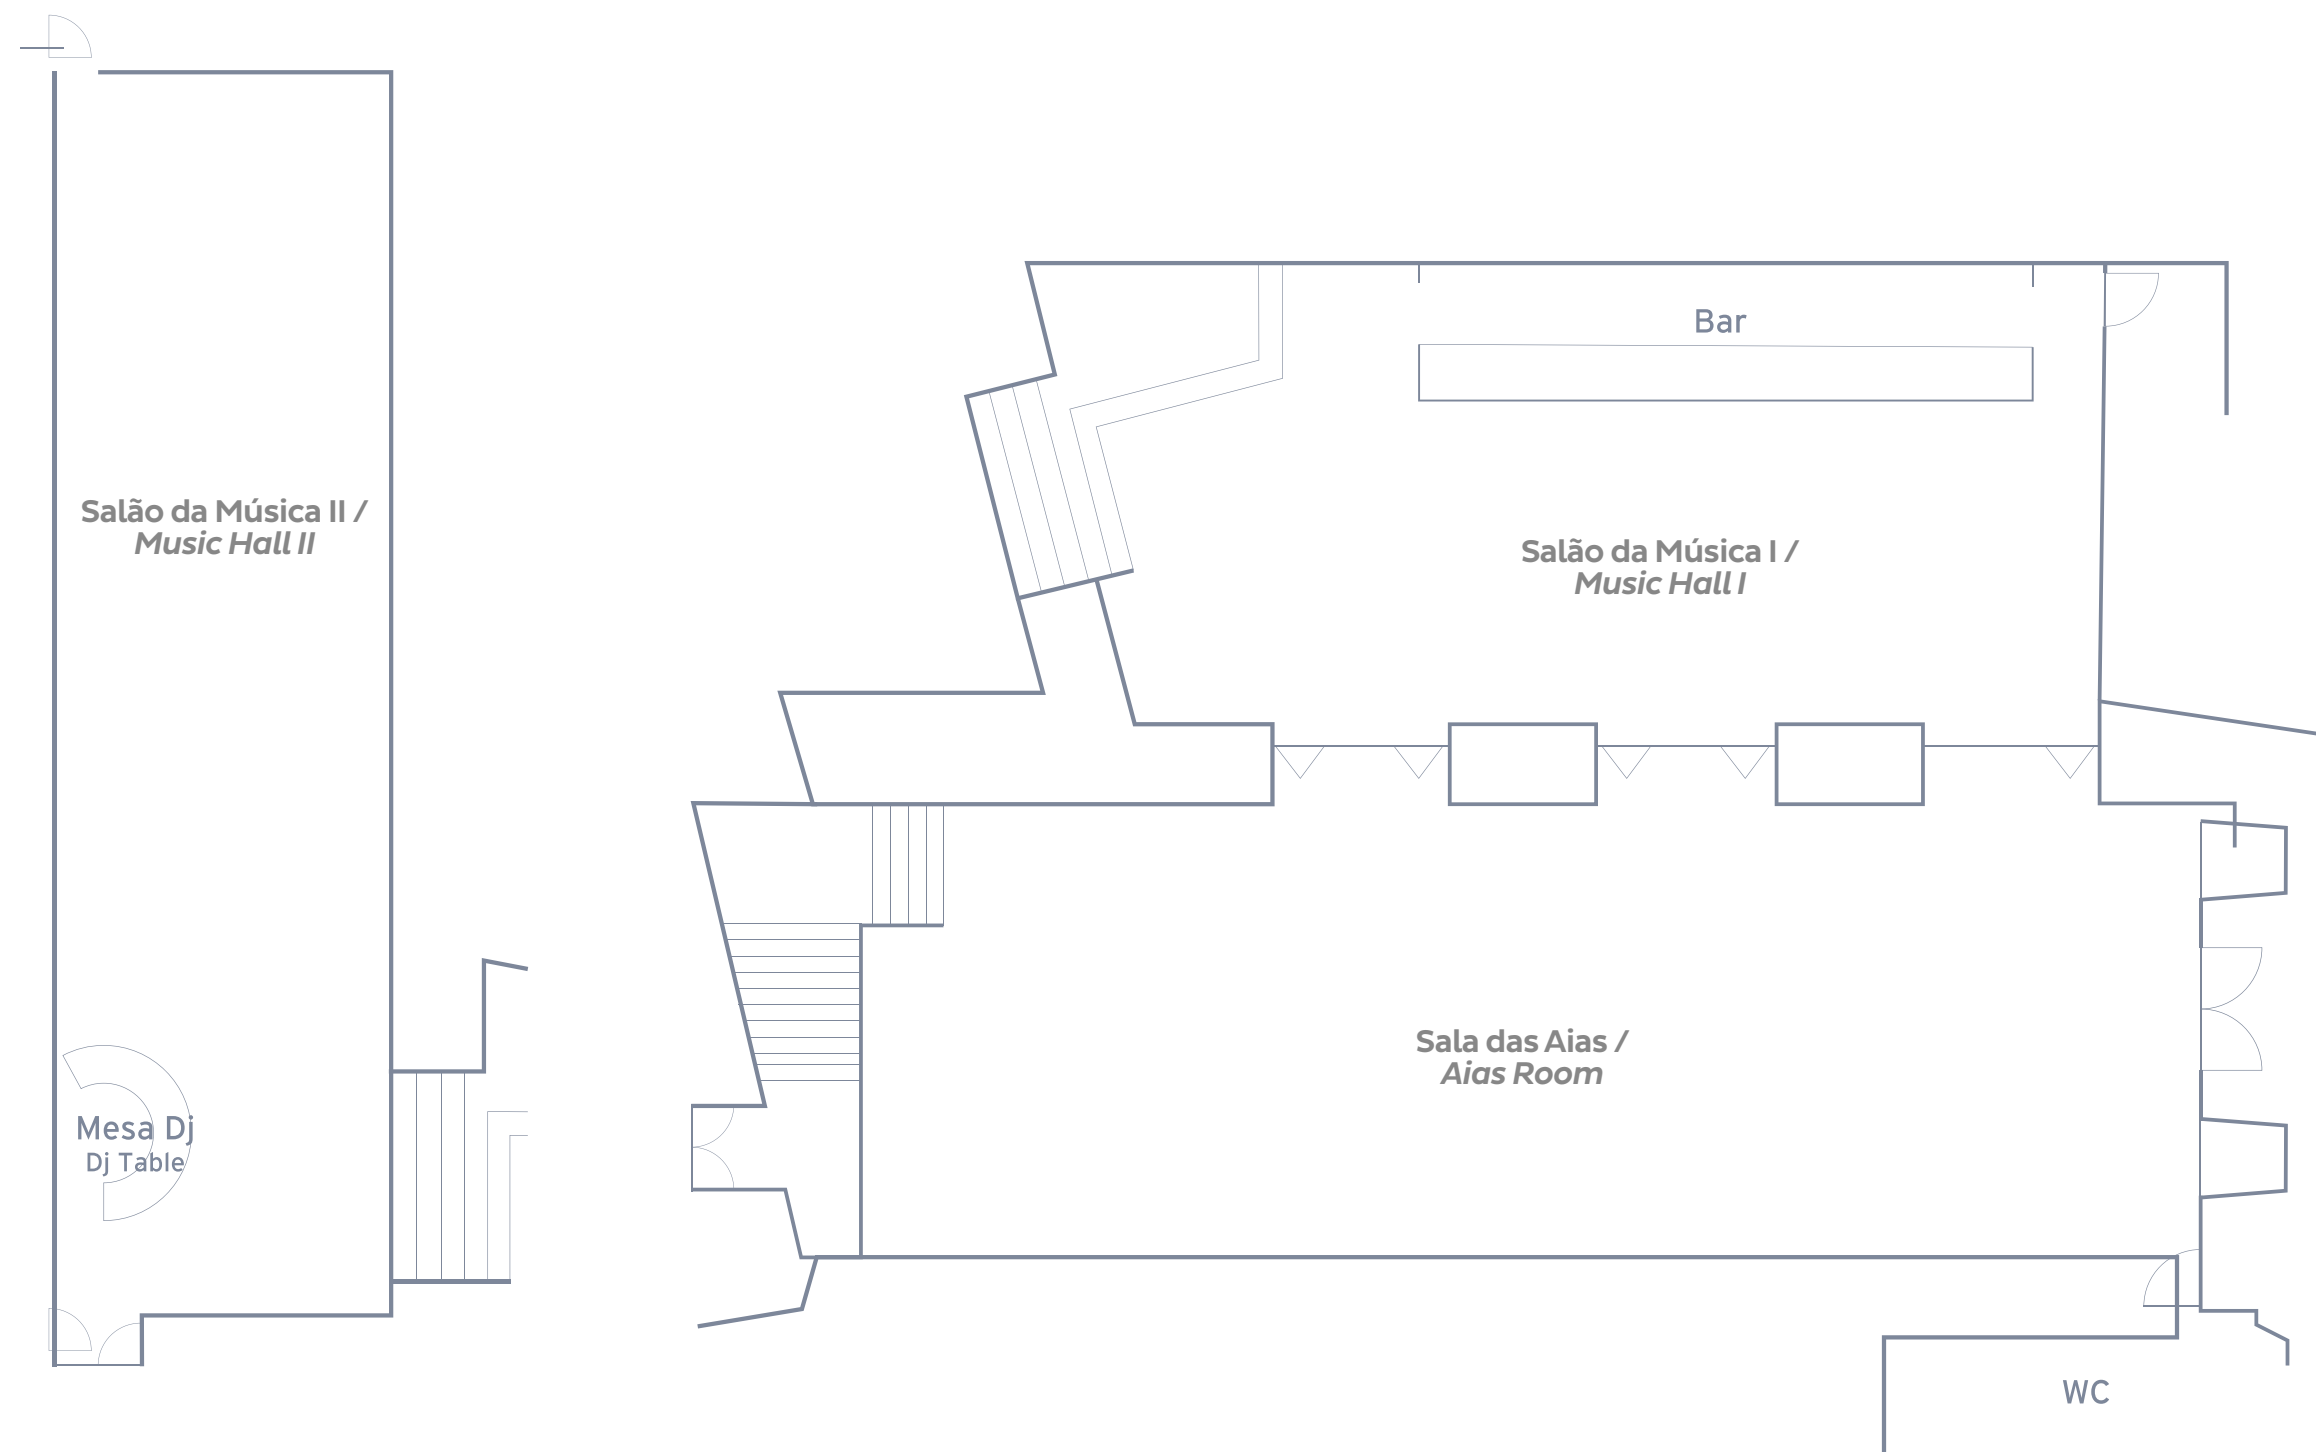 Bar
Salão da Música II /
Music Hall II
Salão da Música I /
Music Hall I
Sala das Aias /
Aias Room
Mesa Dj
Dj Table
WC